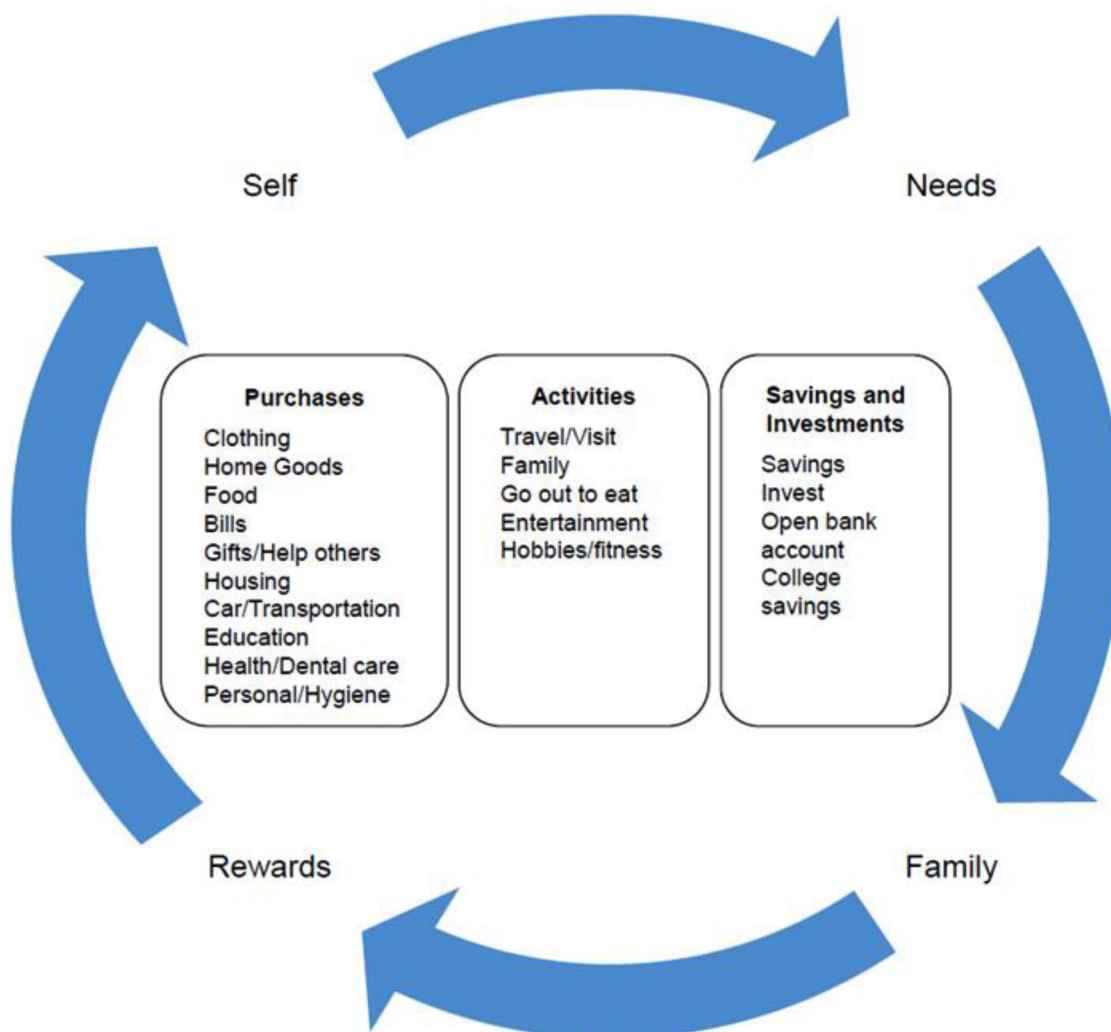 Self
Needs
Purchases
Clothing
Home Goods
Food
Bills
Gifts/Help others
Housing
Car/Transportation
Education
Health/Dental care
Personal/Hygiene
Activities
Travel/Visit
Family
Go out to eat
Entertainment
Hobbies/fitness
Savings and
Investments
Savings
Invest
Open bank
account
College
savings
Rewards
Family